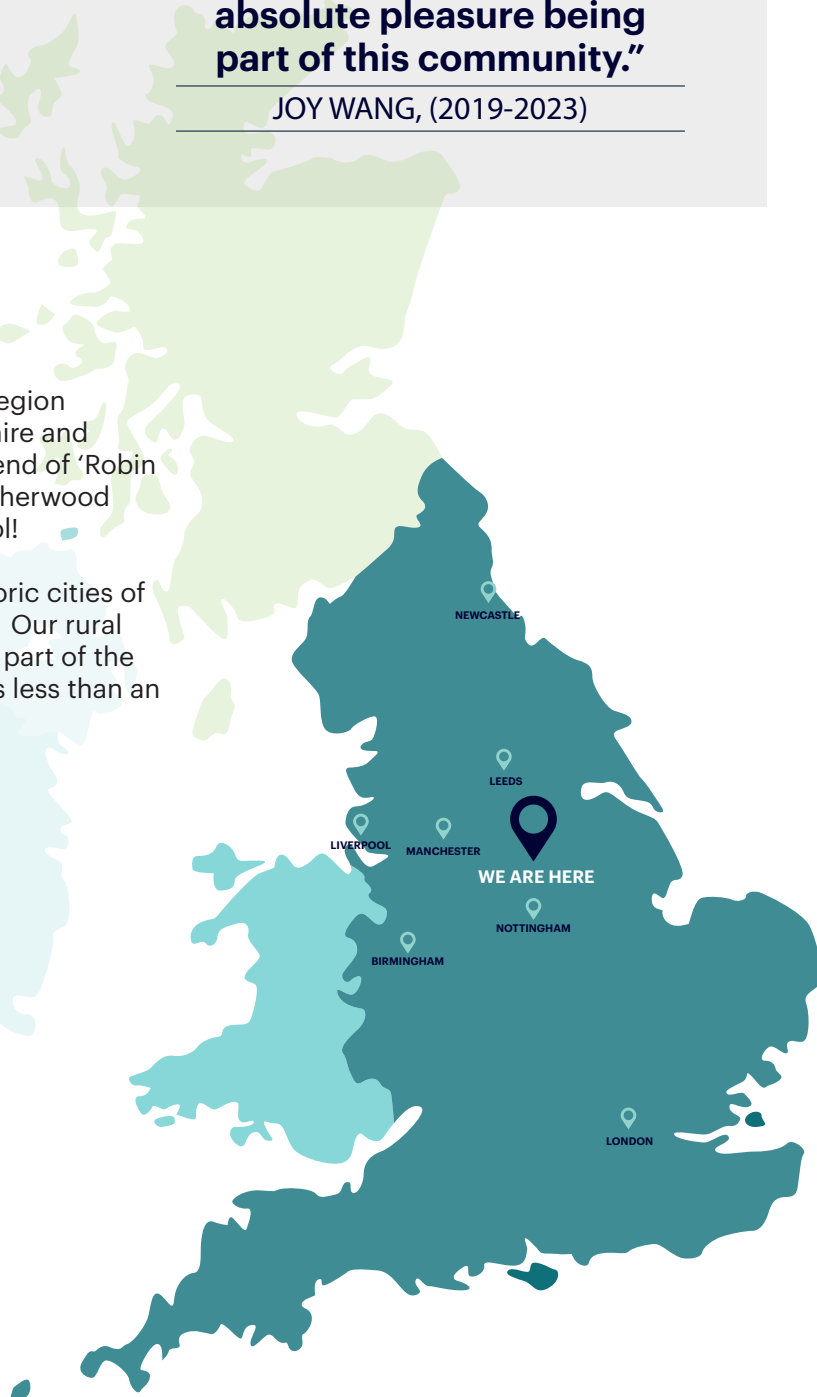 absolute pleasure being
part of this community.”
JOY WANG, (2019-2023)
egion
ire and
end of ‘Robin
herwood
ol!
oric cities of
Our rural
part of the
s less than an
NEWCASTLE
LEEDS
LIVERPOOL
MANCHESTER
WE ARE HERE
NOTTINGHAM
BIRMINGHAM
LONDON